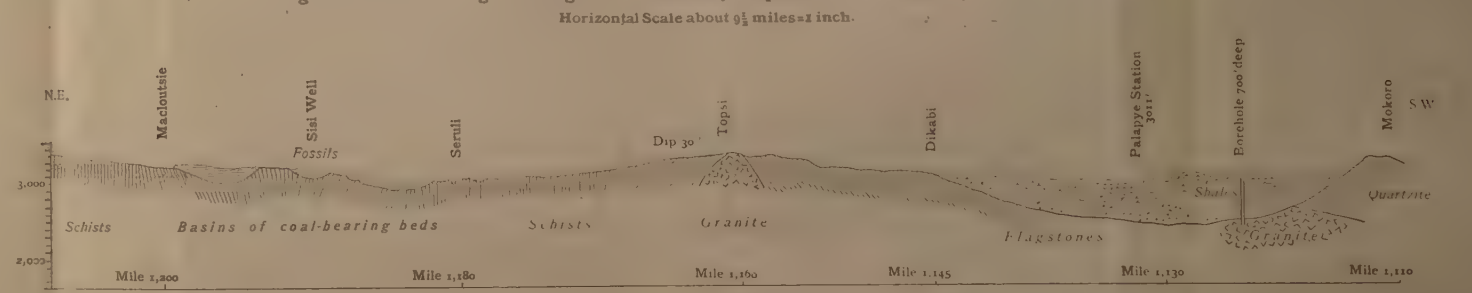 Horizontal Scale about 9½ miles=1 inch.
N.E.
Macloutsie
Sisi Well
Fossils
Seruli
Dip 30°
Topsi
Dikabi
Palapye Station
3011'
Borehole 700' deep
Mokoro
S W
3,000
2,000
Schists
Basins of coal-bearing beds
Schists
Granite
Flagstones
Shales
Granite
Quartzite
Mile 1,200
Mile 1,180
Mile 1,160
Mile 1,145
Mile 1,130
Mile 1,110